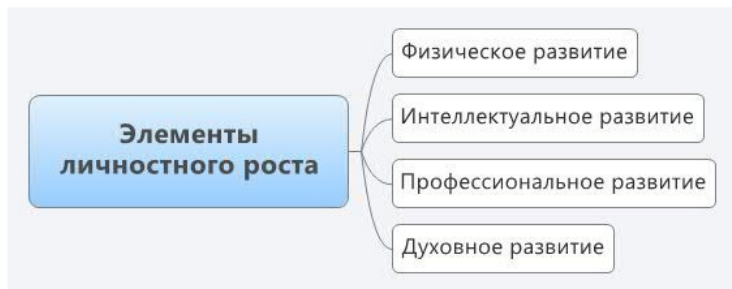 Элементы
личностного роста
Физическое развитие
Интеллектуальное развитие
Профессиональное развитие
Духовное развитие